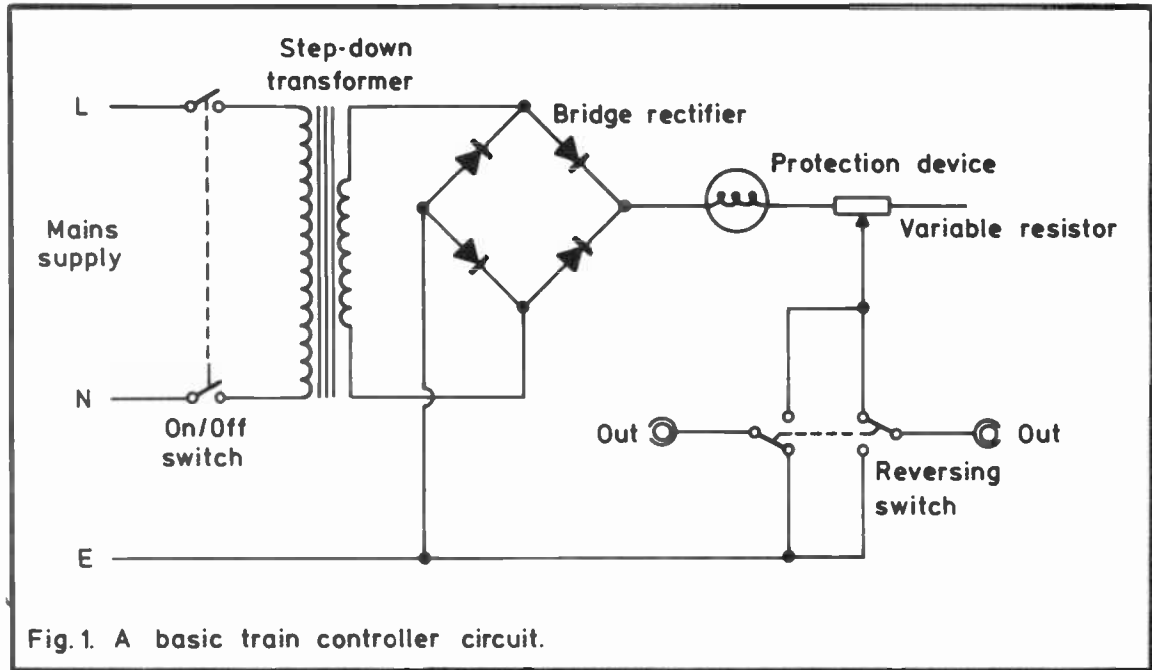 Step-down
transformer
L
Bridge rectifier
Protection device
Mains
supply
Variable resistor
N
On/Off
switch
Out
Out
Reversing
switch
E
Fig. 1. A basic train controller circuit.